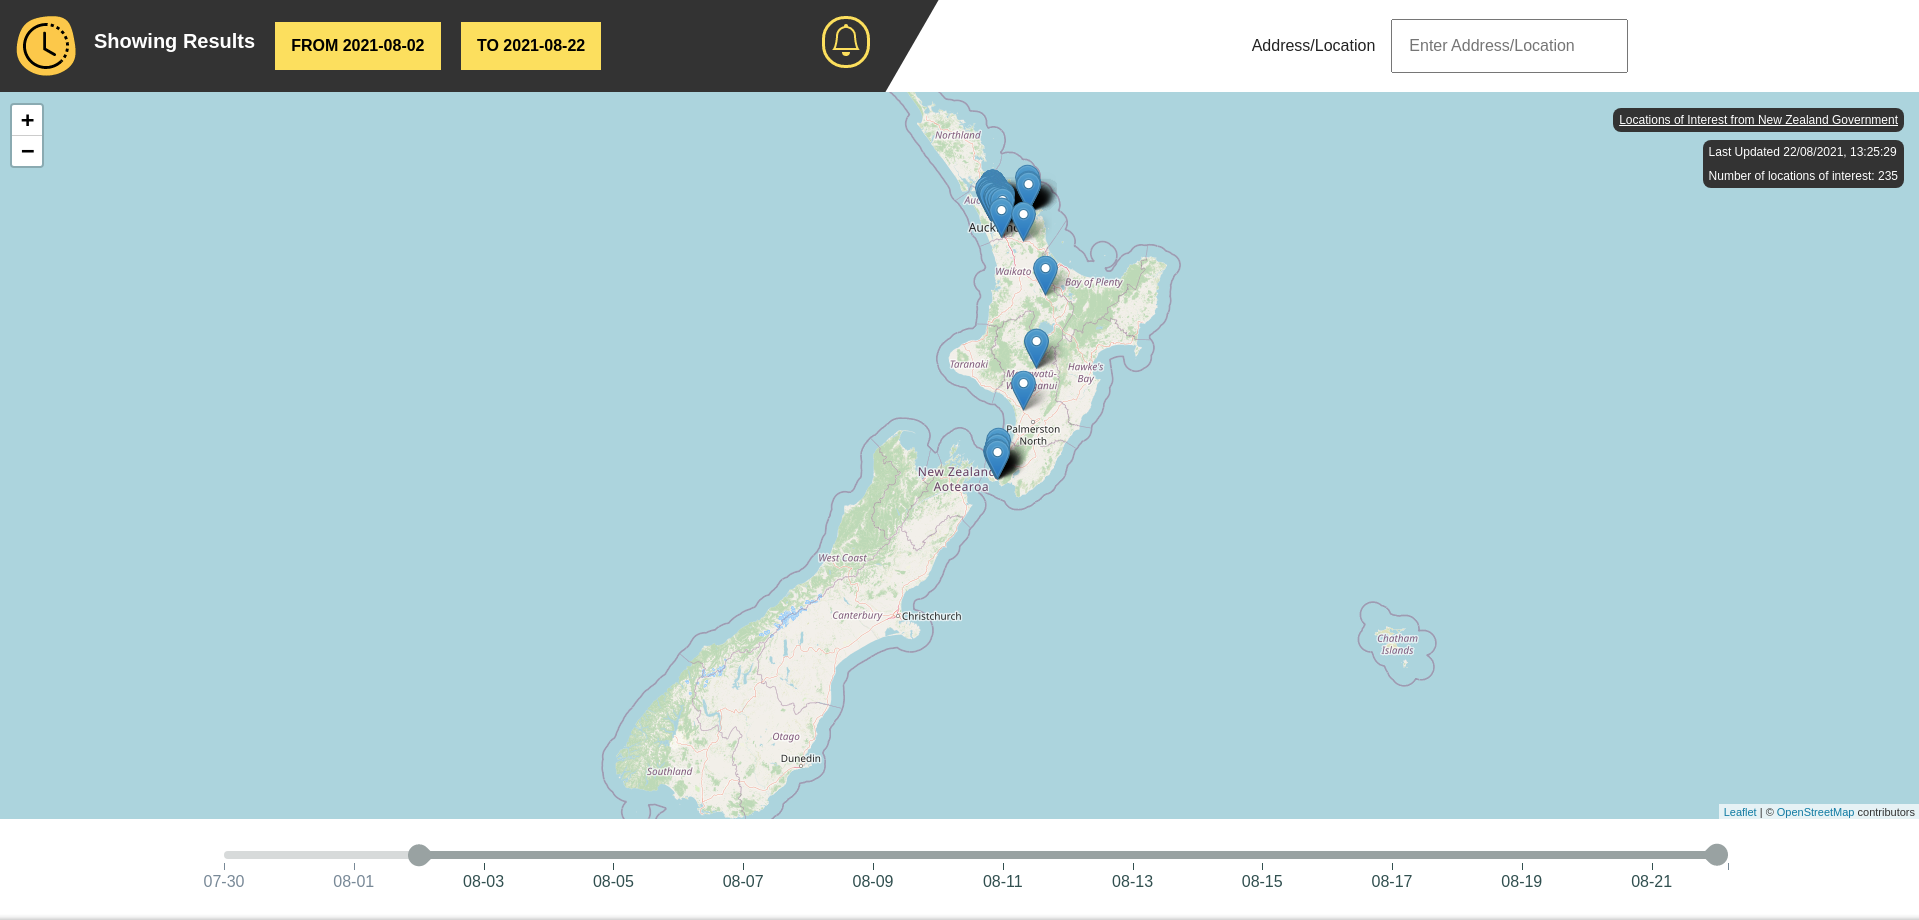 Showing Results
FROM 2021-08-02
TO 2021-08-22
Address/Location
Enter Address/Location
+
−
Locations of Interest from New Zealand Government
Last Updated 22/08/2021, 13:25:29
Number of locations of interest: 235
Northland
Waikato
Bay of Plenty
Taranaki
Hawke's
Bay
Palmerston
North
New Zealand
Aotearoa
West Coast
Canterbury
Christchurch
Chatham
Islands
Otago
Dunedin
Southland
Leaflet | © OpenStreetMap contributors
07-30
08-01
08-03
08-05
08-07
08-09
08-11
08-13
08-15
08-17
08-19
08-21